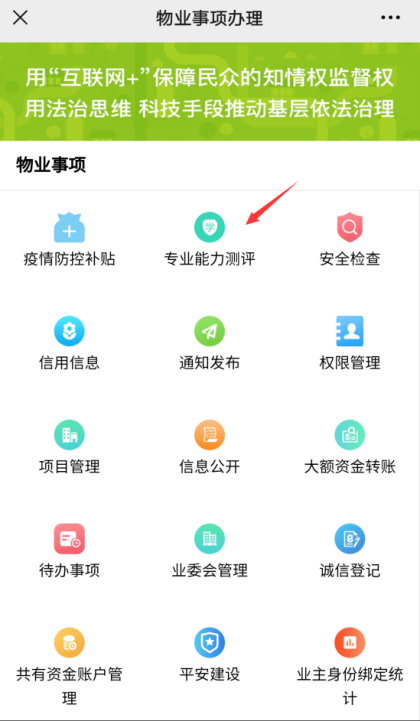 物业事项办理
用“互联网+”保障民众的知情权监督权
用法治思维 科技手段推动基层依法治理
物业事项
学
疫情防控补贴 专业能力测评 安全检查
信用信息 通知发布 权限管理
项目管理 信息公开 大额资金转账
待办事项 业委会管理 诚信登记
共有资金账户管 平安建设 业主身份绑定统
理 计